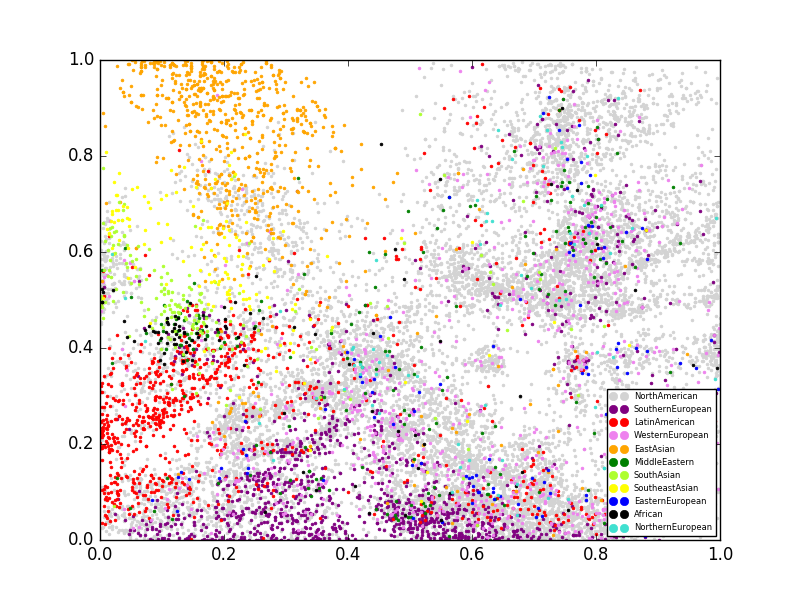 1.0
0.8
0.6
0.4
0.2
0.0
0.0 0.2 0.4 0.6 0.8 1.0
NorthAmerican
SouthernEuropean
LatinAmerican
WesternEuropean
EastAsian
MiddleEastern
SouthAsian
SoutheastAsian
EasternEuropean
African
NorthernEuropean